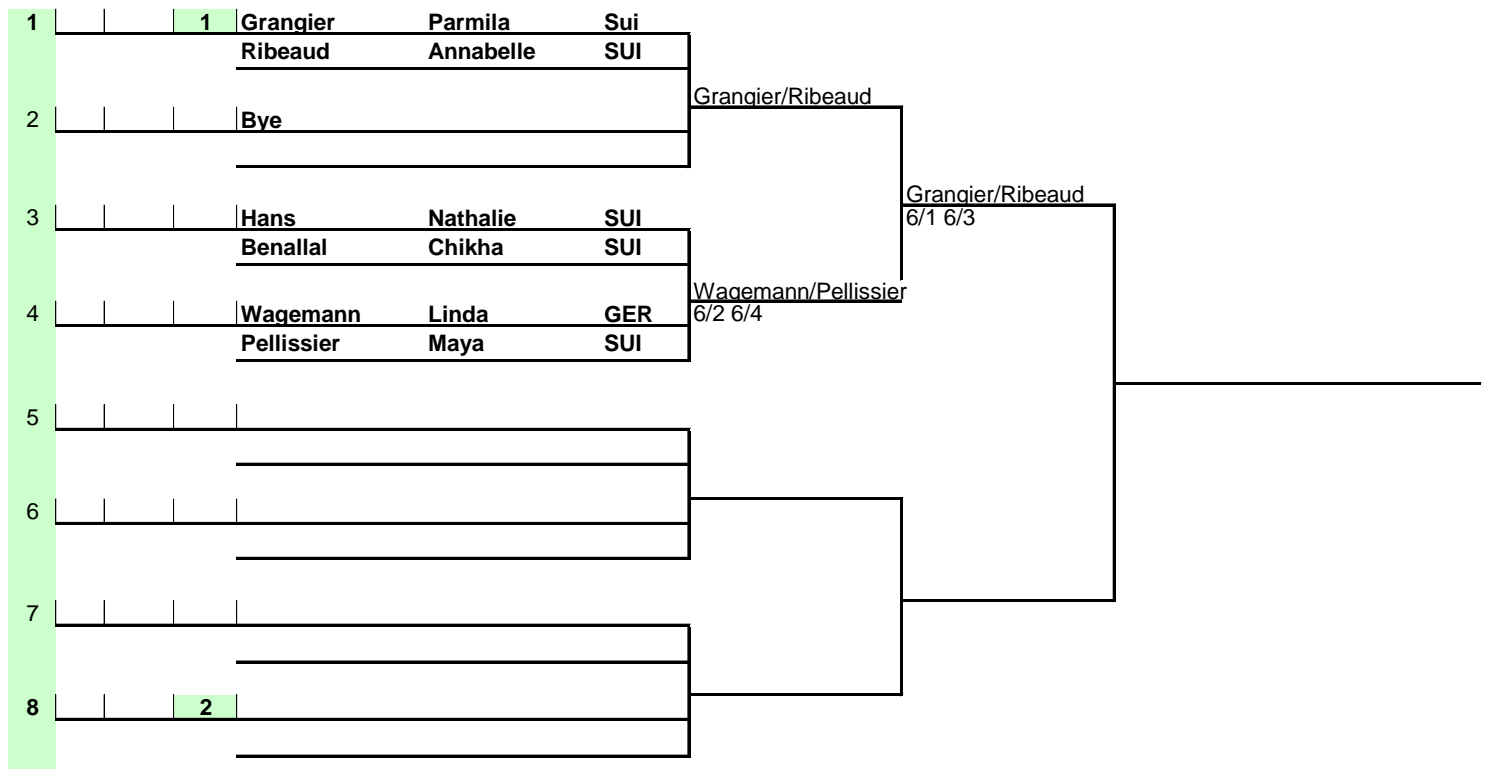 1 1 Grangier Parmila Sui
Ribeaud Annabelle SUI
Grangier/Ribeaud
2 Bye
Grangier/Ribeaud
3 Hans Nathalie SUI 6/1 6/3
Benallal Chikha SUI
Wagemann/Pellissier
4 Wagemann Linda GER 6/2 6/4
Pellissier Maya SUI
5
6
7
8 2